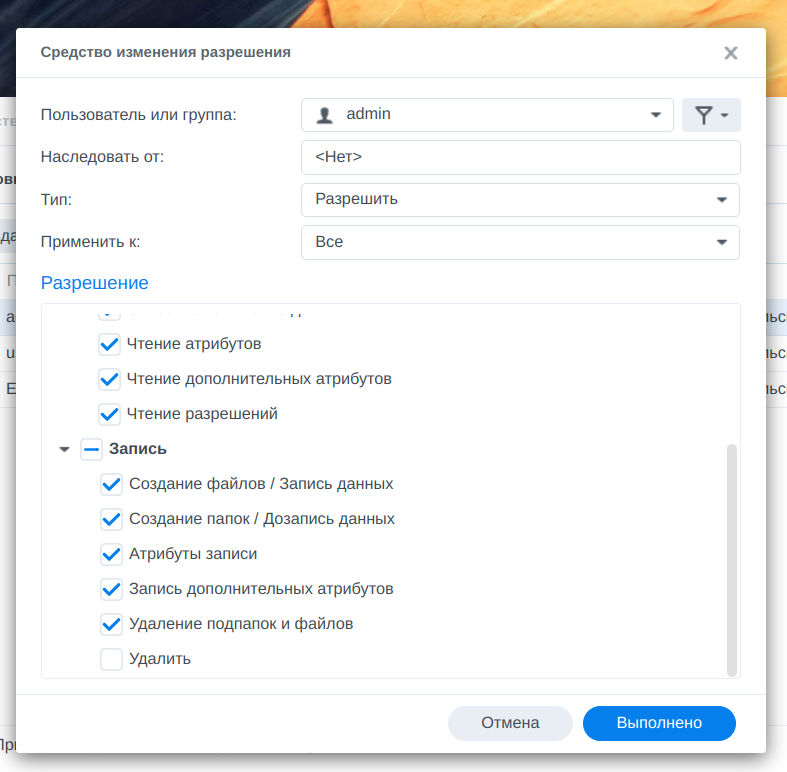 Средство изменения разрешения
Пользователь или группа:
admin
Наследовать от:
<Нет>
Тип:
Разрешить
Применить к:
Все
Разрешение
Чтение атрибутов
Чтение дополнительных атрибутов
Чтение разрешений
Запись
Создание файлов / Запись данных
Создание папок / Дозапись данных
Атрибуты записи
Запись дополнительных атрибутов
Удаление подпапок и файлов
Удалить
Отмена
Выполнено